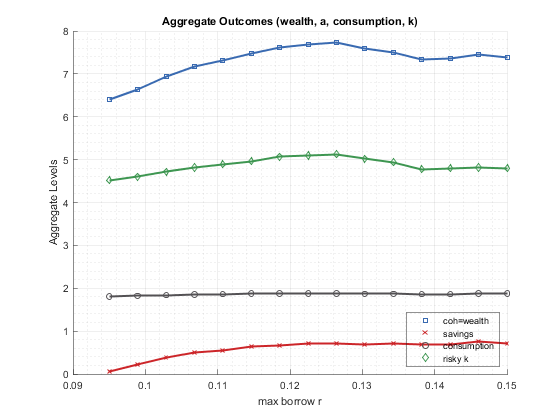 Aggregate Outcomes (wealth, a, consumption, k)
8
7
6
5
4
3
2
1
0
Aggregate Levels
0.09
0.1
0.11
0.12
0.13
0.14
0.15
max borrow r
coh=wealth
savings
consumption
risky k